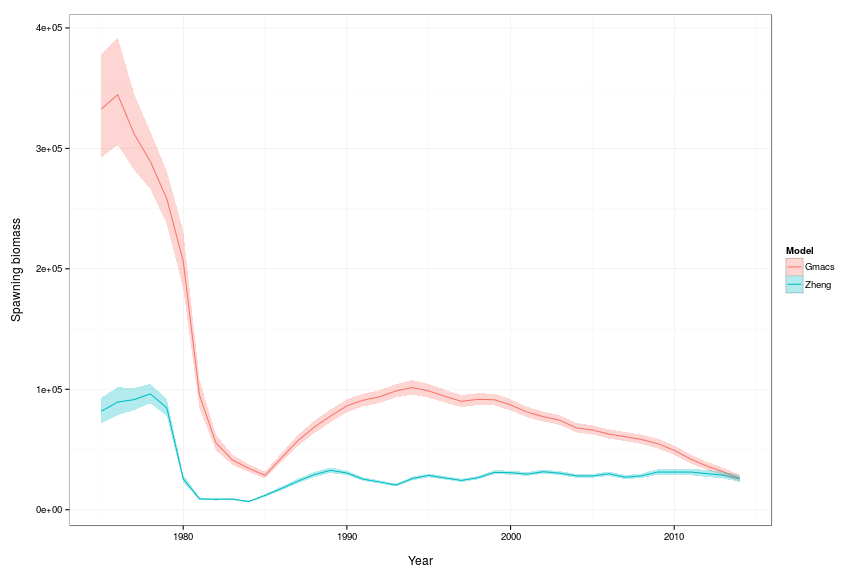 4e+05
3e+05
2e+05
1e+05
0e+00
Spawning biomass
1980
1990
2000
2010
Year
Model
Gmacs
Zheng